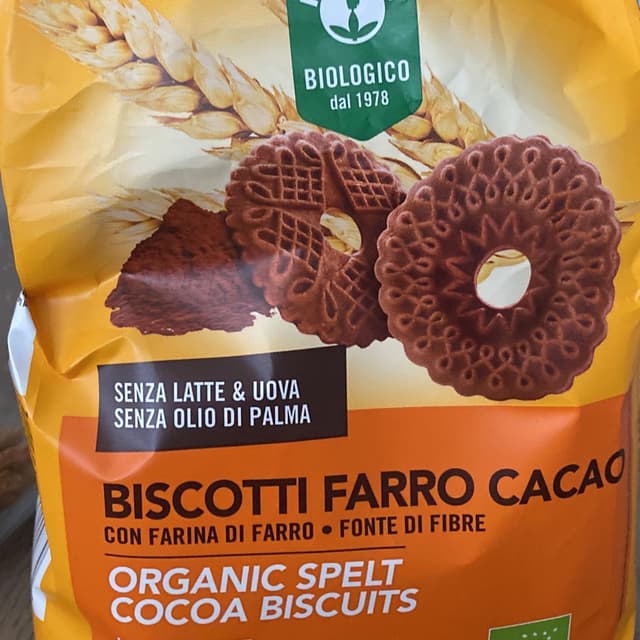 BIOLOGICO
dal 1978
SENZA LATTE & UOVA
SENZA OLIO DI PALMA
BISCOTTI FARRO CACAO
CON FARINA DI FARRO • FONTE DI FIBRE
ORGANIC SPELT
COCOA BISCUITS